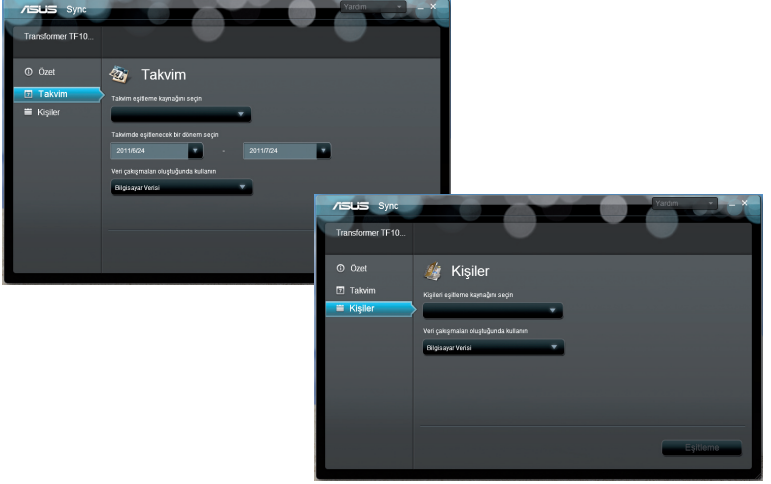 ASUS Sync
Yardım
Transformer TF10...
Özet
Takvim
Kişiler
Takvim
Takvim eşitleme kaynağını seçin
Takvimde eşitlenecek bir dönem seçin
2011/6/24 - 2011/7/24
Veri çakışmaları oluştuğunda kullanın
Bilgisayar Verisi
ASUS Sync
Yardım
Transformer TF10...
Özet
Takvim
Kişiler
Kişiler
Kişileri eşitleme kaynağını seçin
Veri çakışmaları oluştuğunda kullanın
Bilgisayar Verisi
Eşitleme